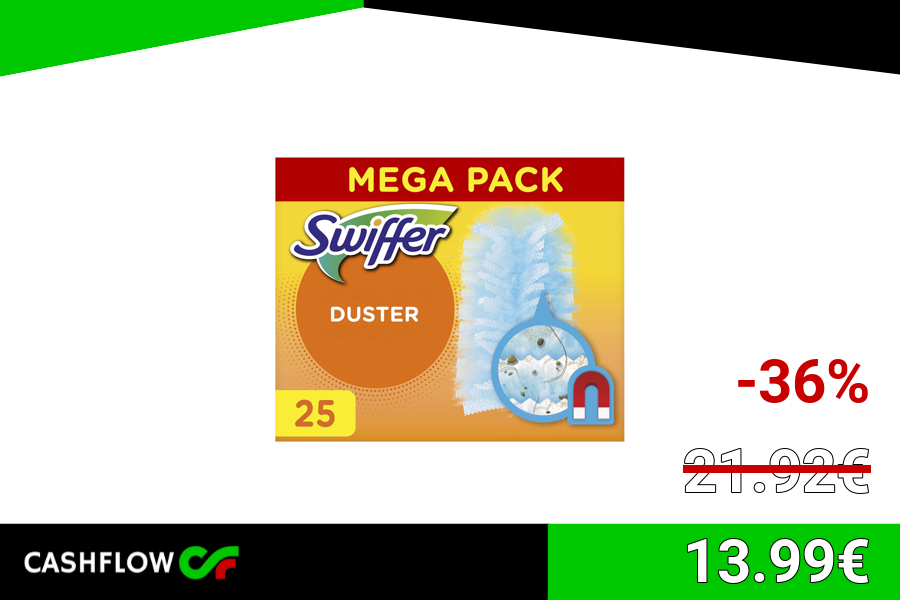 MEGA PACK
Swiffer
DUSTER
25
-36%
21.92€
CASHFLOW
13.99€